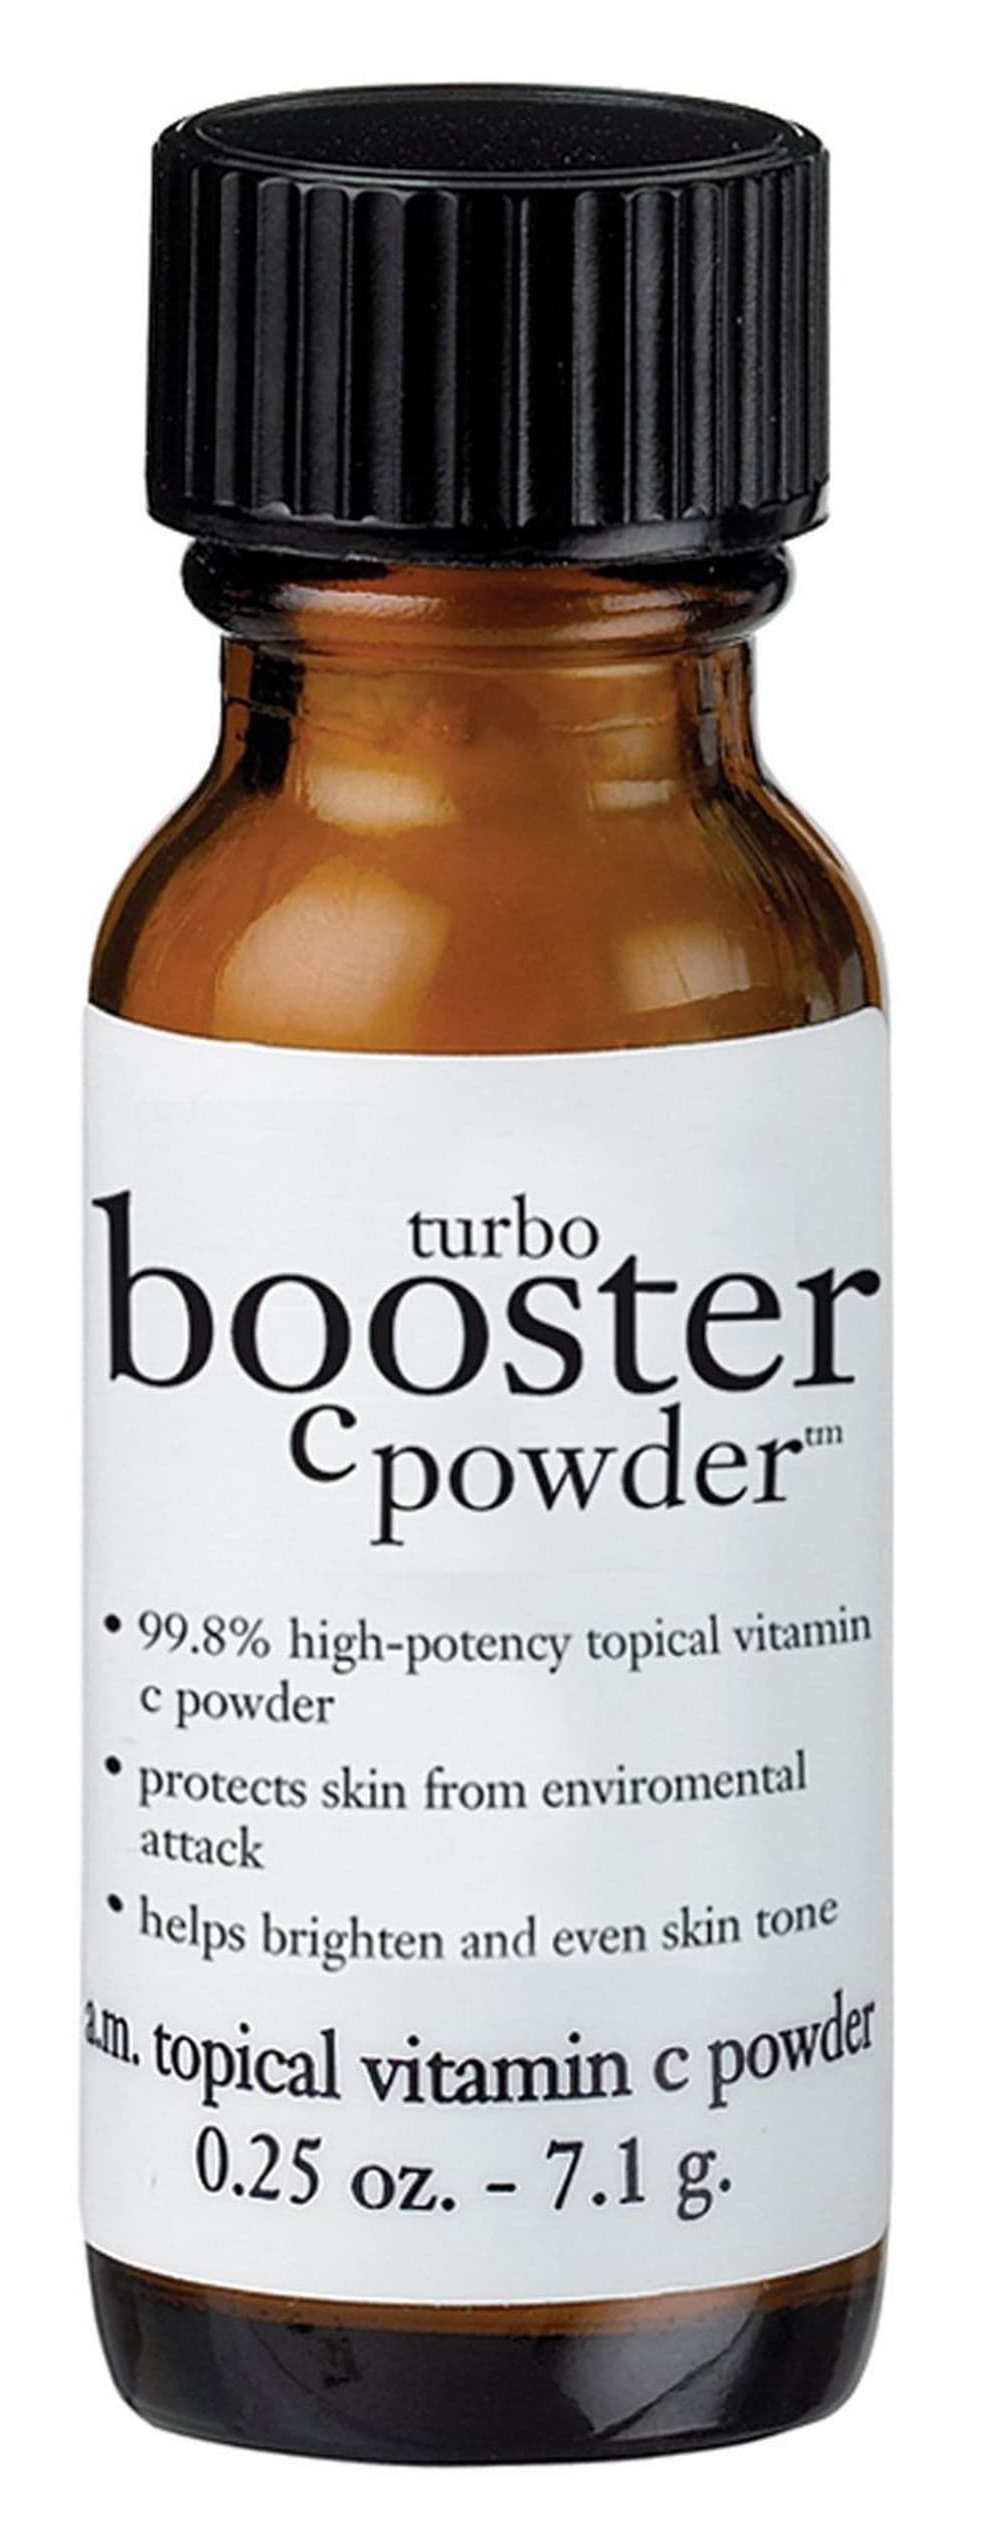 turbo
booster
c powder™
• 99.8% high-potency topical vitamin
c powder
• protects skin from enviromental
attack
• helps brighten and even skin tone
a.m. topical vitamin c powder
0.25 oz. - 7.1 g.